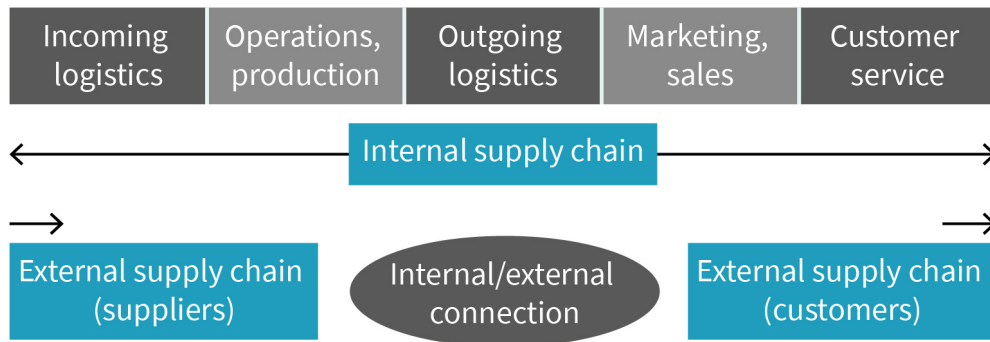 Incoming
logistics
Operations,
production
Outgoing
logistics
Marketing,
sales
Customer
service
Internal supply chain
External supply chain
(suppliers)
Internal/external
connection
External supply chain
(customers)